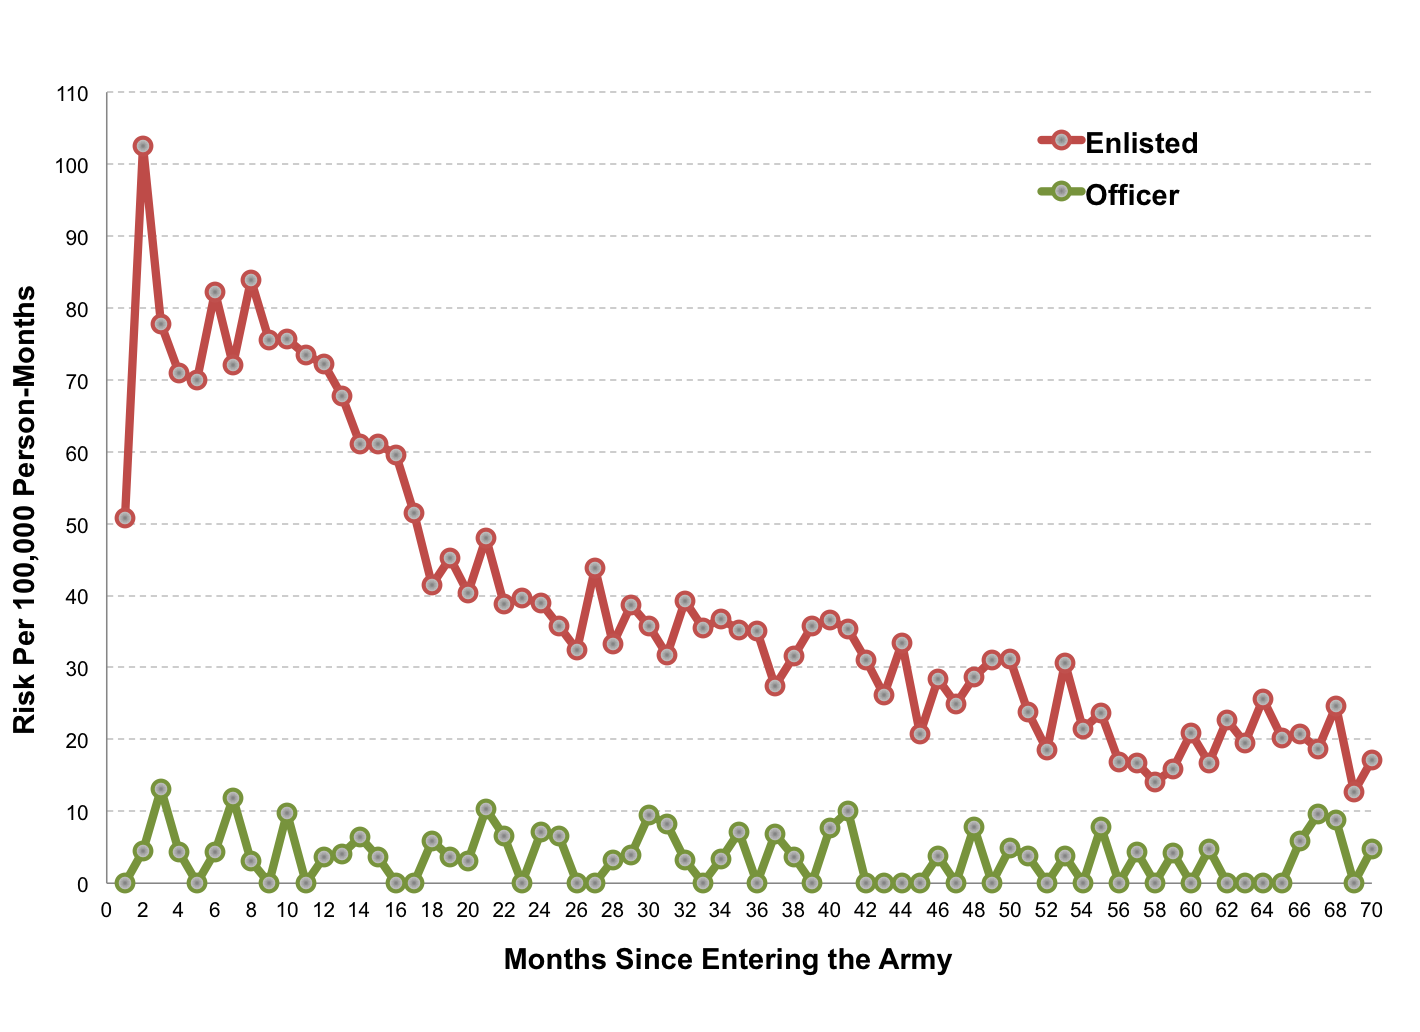 110
100
90
80
70
60
50
40
30
20
10
0
Risk Per 100,000 Person-Months
Enlisted
Officer
0 2 4 6 8 10 12 14 16 18 20 22 24 26 28 30 32 34 36 38 40 42 44 46 48 50 52 54 56 58 60 62 64 66 68 70
Months Since Entering the Army